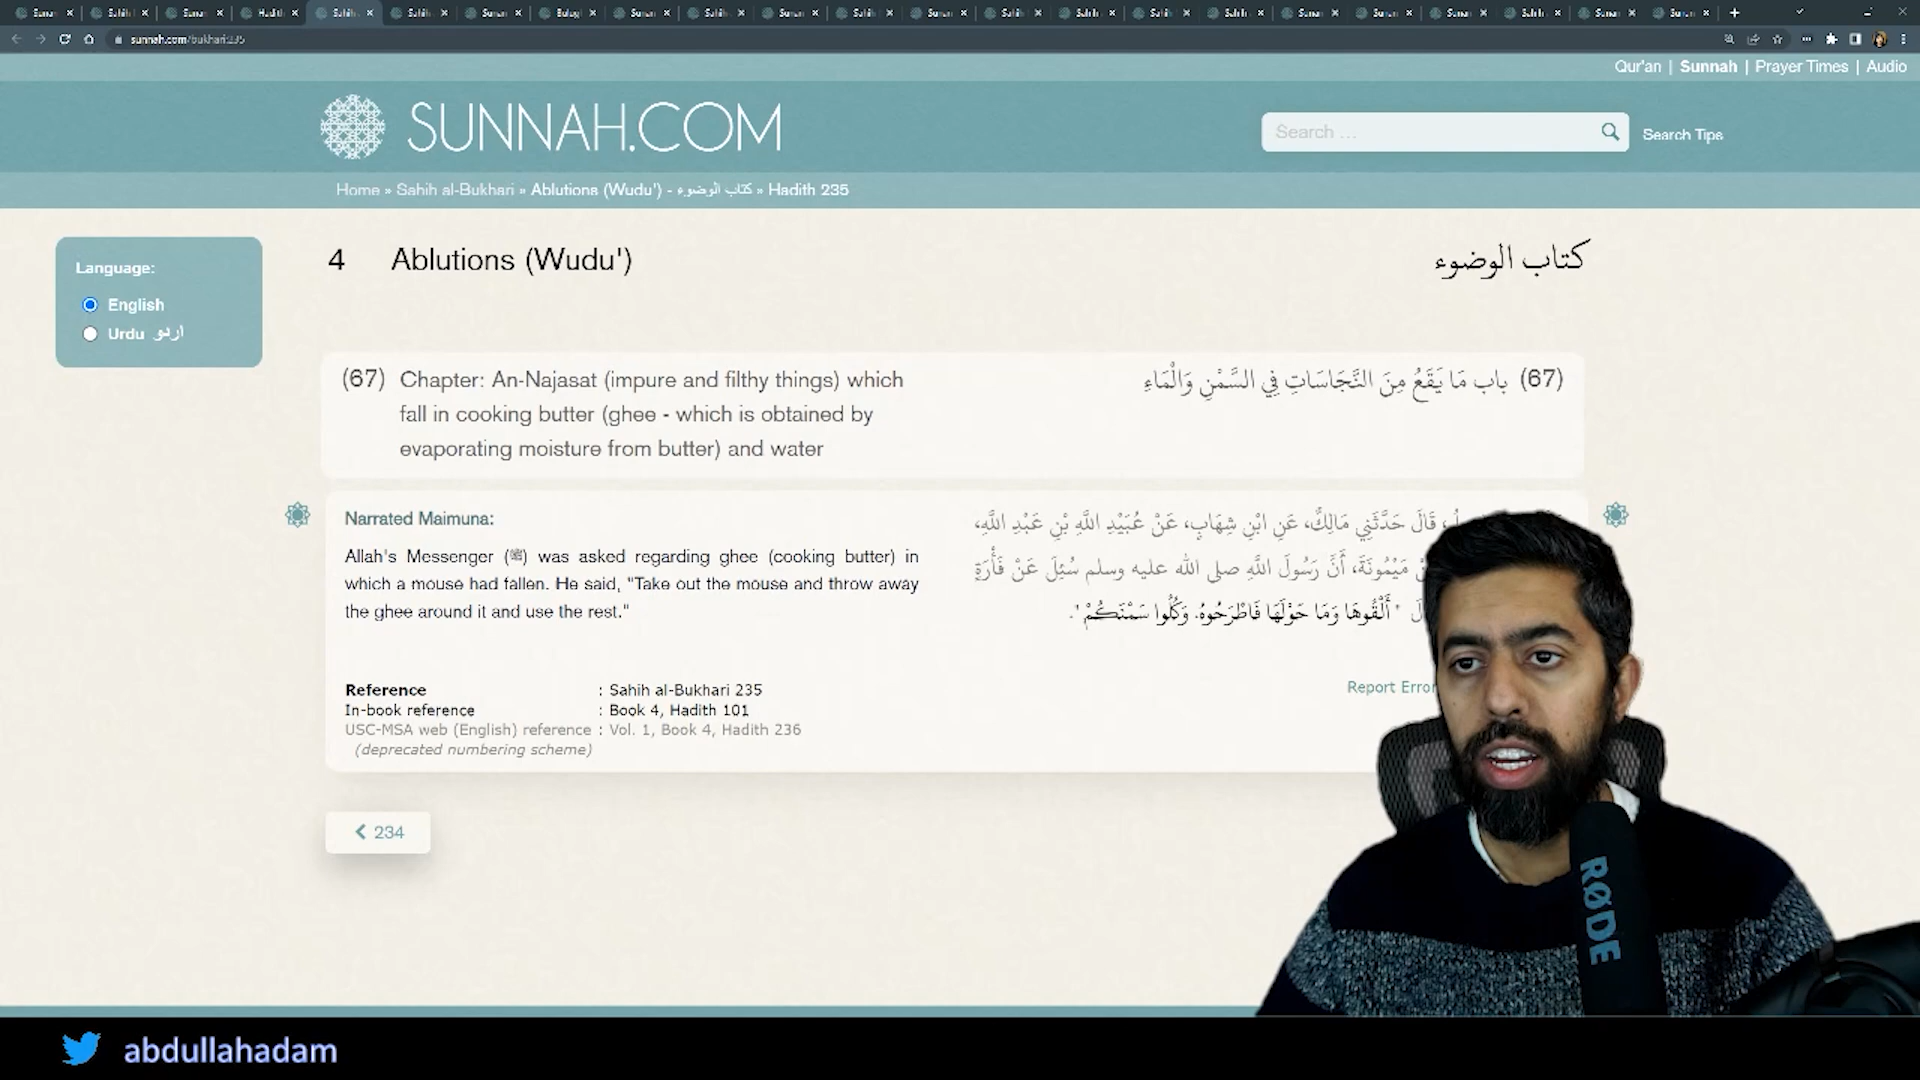 sunnah.com/bukhari:235
Qur'an | Sunnah | Prayer Times | Audio
SUNNAH.COM
Search ...
Search Tips
Home » Sahih al-Bukhari » Ablutions (Wudu') - كتاب الوضوء » Hadith 235
Language:
English
Urdu اردو
4 Ablutions (Wudu')
كتاب الوضوء
(67) Chapter: An-Najasat (impure and filthy things) which
fall in cooking butter (ghee - which is obtained by
evaporating moisture from butter) and water
(67) باب مَا يَقَعُ مِنَ النَّجَاسَاتِ فِي السَّمْنِ وَالْمَاءِ
Narrated Maimuna:
Allah's Messenger (ﷺ) was asked regarding ghee (cooking butter) in
which a mouse had fallen. He said, "Take out the mouse and throw away
the ghee around it and use the rest."
قَالَ حَدَّثَنِي مَالِكٌ، عَنِ ابْنِ شِهَابٍ، عَنْ عُبَيْدِ اللَّهِ بْنِ عَبْدِ اللَّهِ،
مَيْمُونَةَ، أَنَّ رَسُولَ اللَّهِ صلى الله عليه وسلم سُئِلَ عَنْ فَأْرَةٍ
" أَلْقُوهَا وَمَا حَوْلَهَا فَاطْرَحُوهُ. وَكُلُوا سَمْنَكُمْ ".
Reference : Sahih al-Bukhari 235
In-book reference : Book 4, Hadith 101
USC-MSA web (English) reference : Vol. 1, Book 4, Hadith 236
(deprecated numbering scheme)
Report Error
234
RØDE
abdullahadam